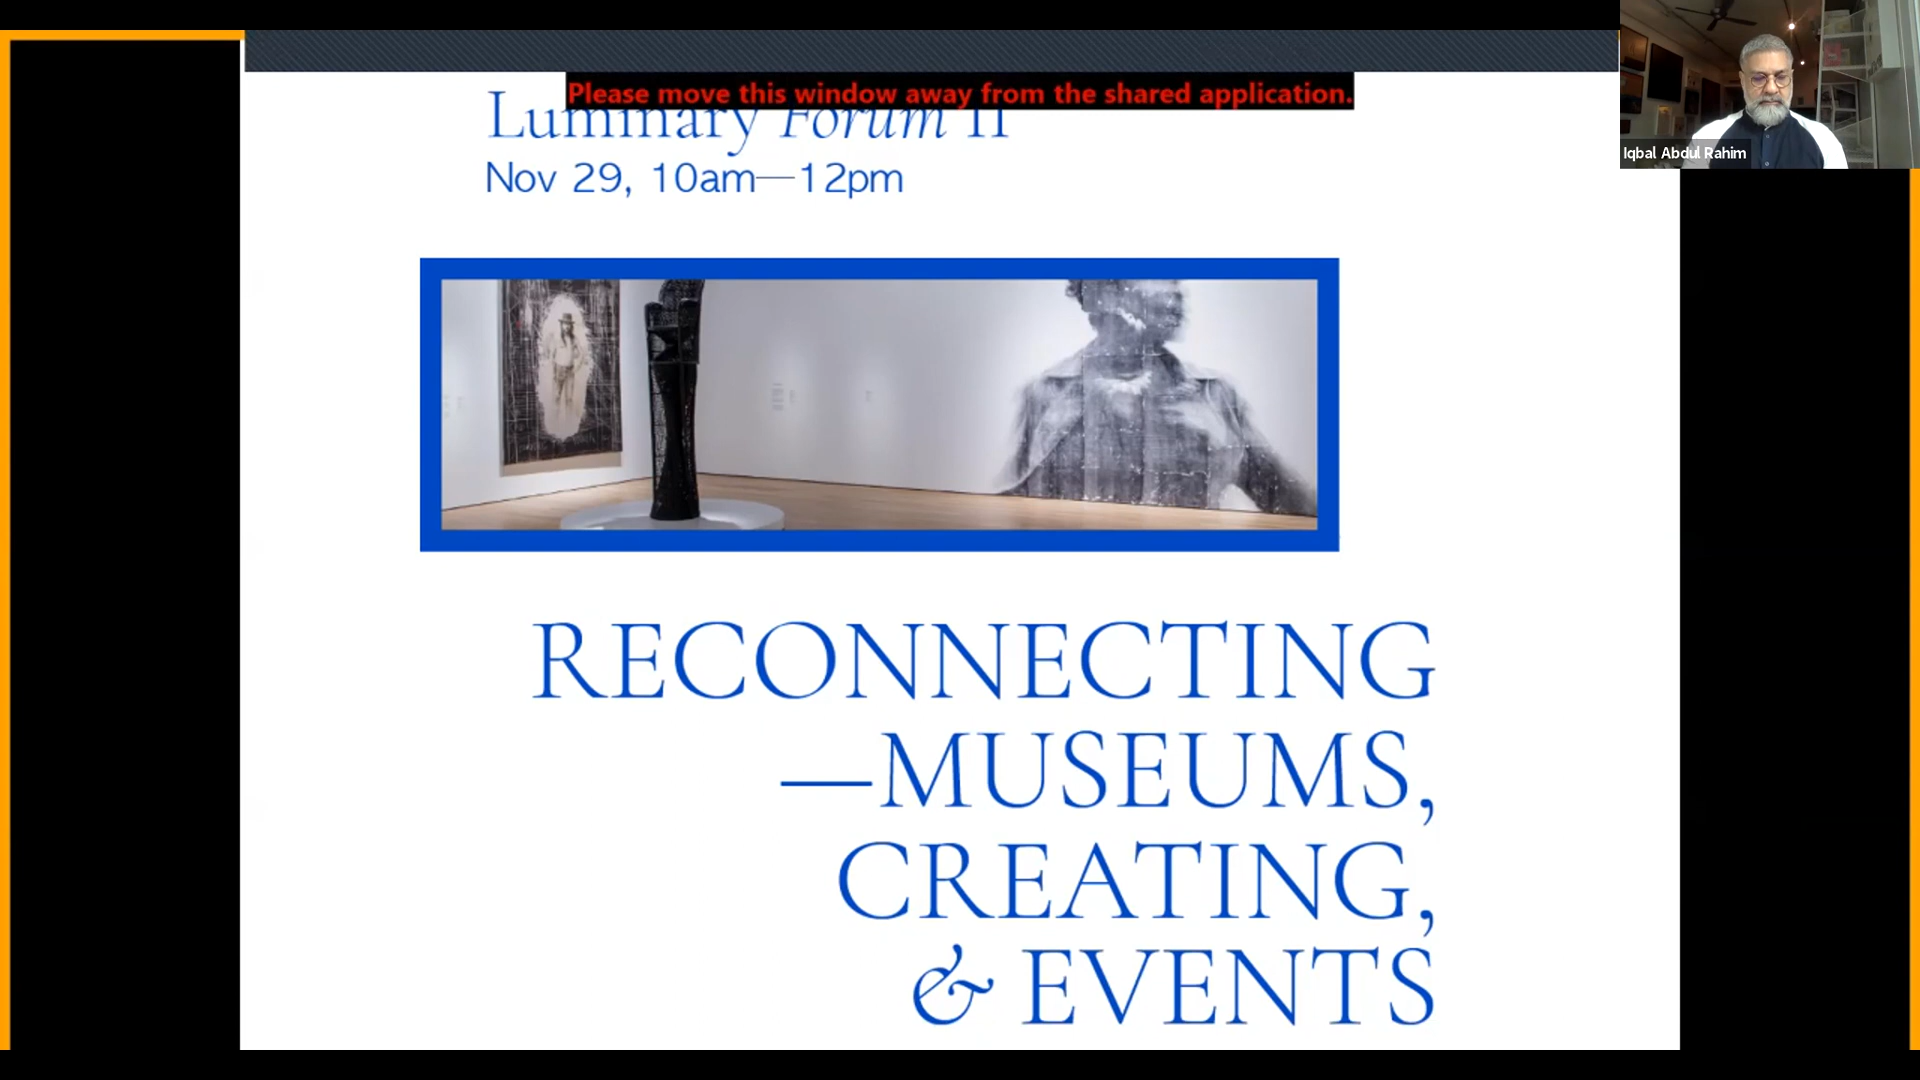 Please move this window away from the shared application.
Luminary Forum II
Nov 29, 10am—12pm
Iqbal Abdul Rahim
RECONNECTING
—MUSEUMS,
CREATING,
& EVENTS